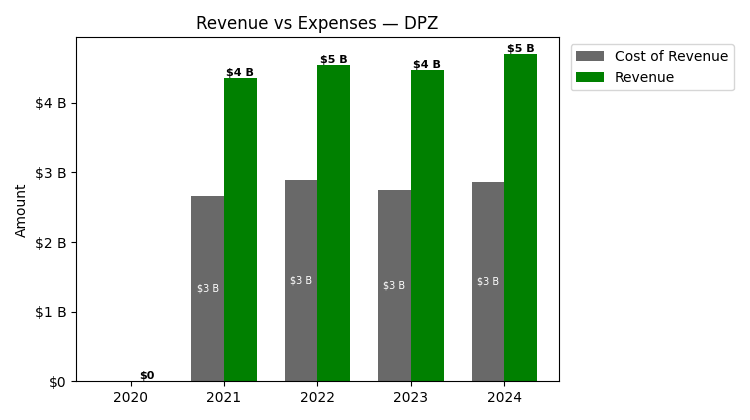 Revenue vs Expenses — DPZ
Cost of Revenue
Revenue
Amount
$4 B
$3 B
$2 B
$1 B
$0
$0
$4 B
$5 B
$4 B
$5 B
$3 B
$3 B
$3 B
$3 B
2020
2021
2022
2023
2024